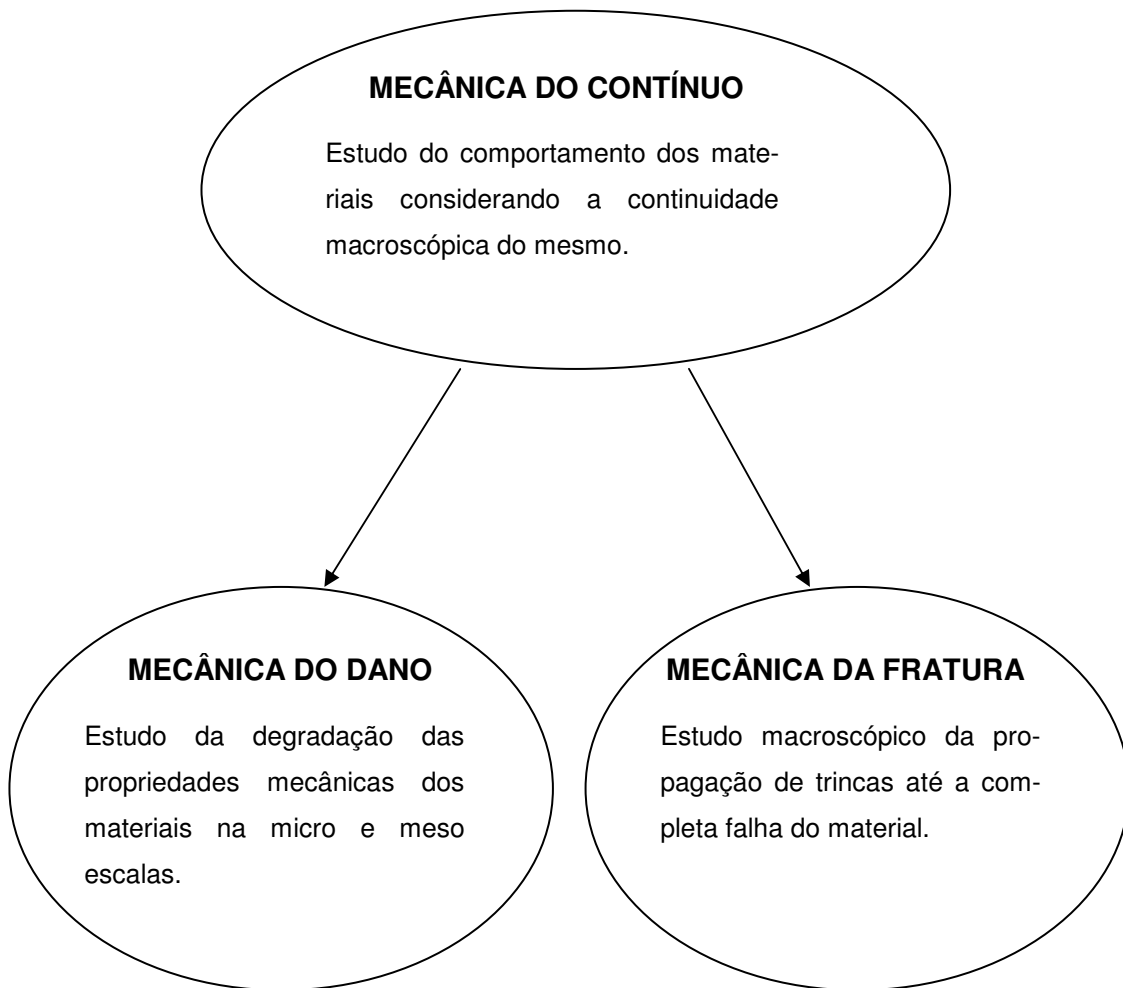 MECÂNICA DO CONTÍNUO
Estudo do comportamento dos mate-
riais considerando a continuidade
macroscópica do mesmo.
MECÂNICA DO DANO
Estudo da degradação das
propriedades mecânicas dos
materiais na micro e meso
escalas.
MECÂNICA DA FRATURA
Estudo macroscópico da pro-
pagação de trincas até a com-
pleta falha do material.